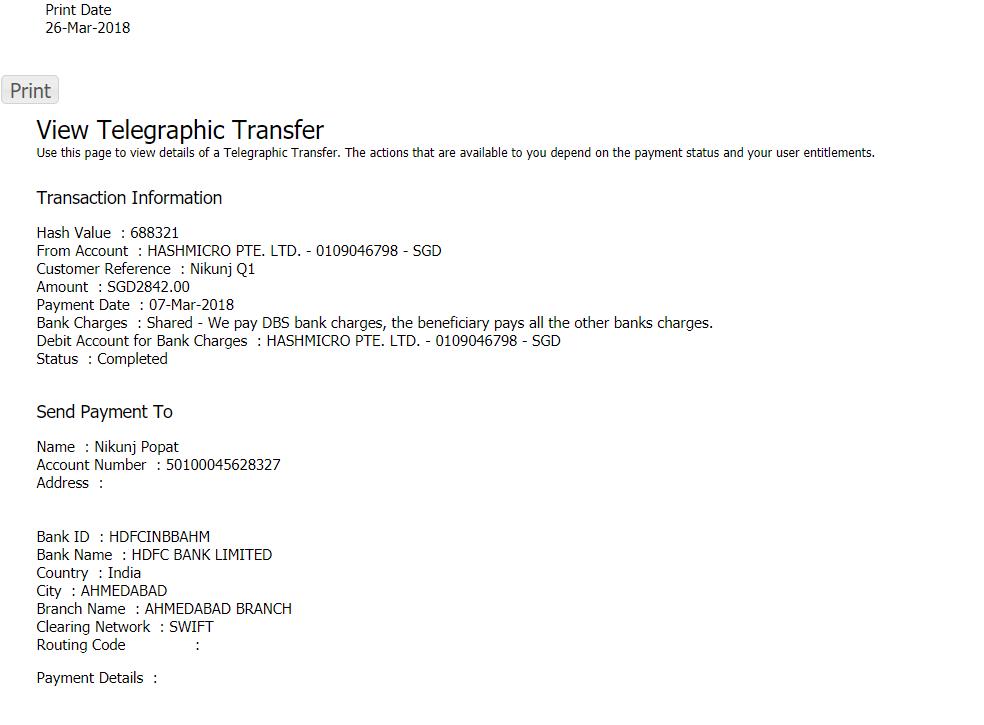 Print Date
26-Mar-2018
Print
View Telegraphic Transfer
Use this page to view details of a Telegraphic Transfer. The actions that are available to you depend on the payment status and your user entitlements.
Transaction Information
Hash Value : 688321
From Account : HASHMICRO PTE. LTD. - 0109046798 - SGD
Customer Reference : Nikunj Q1
Amount : SGD2842.00
Payment Date : 07-Mar-2018
Bank Charges : Shared - We pay DBS bank charges, the beneficiary pays all the other banks charges.
Debit Account for Bank Charges : HASHMICRO PTE. LTD. - 0109046798 - SGD
Status : Completed
Send Payment To
Name : Nikunj Popat
Account Number : 50100045628327
Address :
Bank ID : HDFCINBBAHM
Bank Name : HDFC BANK LIMITED
Country : India
City : AHMEDABAD
Branch Name : AHMEDABAD BRANCH
Clearing Network : SWIFT
Routing Code :
Payment Details :